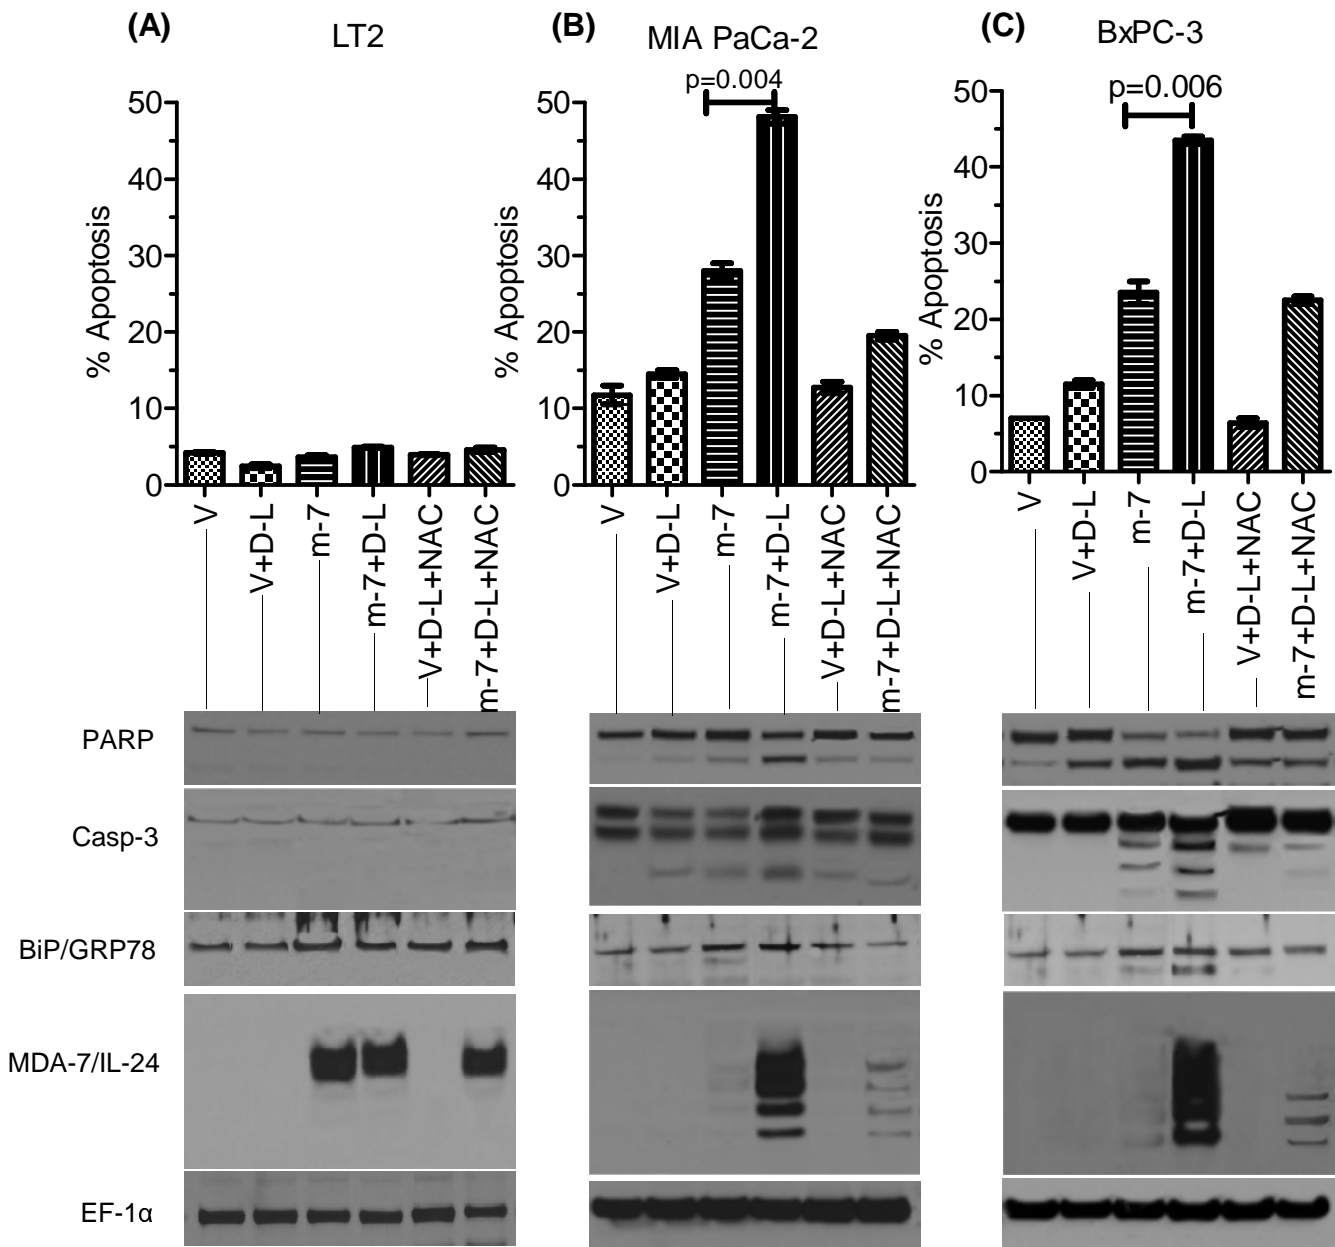 (A)
LT2
% Apoptosis
50
40
30
20
10
0
V
V+D-L
m-7
m-7+D-L
V+D-L+NAC
m-7+D-L+NAC
(B)
MIA PaCa-2
p=0.004
% Apoptosis
50
40
30
20
10
0
V
V+D-L
m-7
m-7+D-L
V+D-L+NAC
m-7+D-L+NAC
(C)
BxPC-3
p=0.006
% Apoptosis
50
40
30
20
10
0
V
V+D-L
m-7
m-7+D-L
V+D-L+NAC
m-7+D-L+NAC
PARP
Casp-3
BiP/GRP78
MDA-7/IL-24
EF-1α